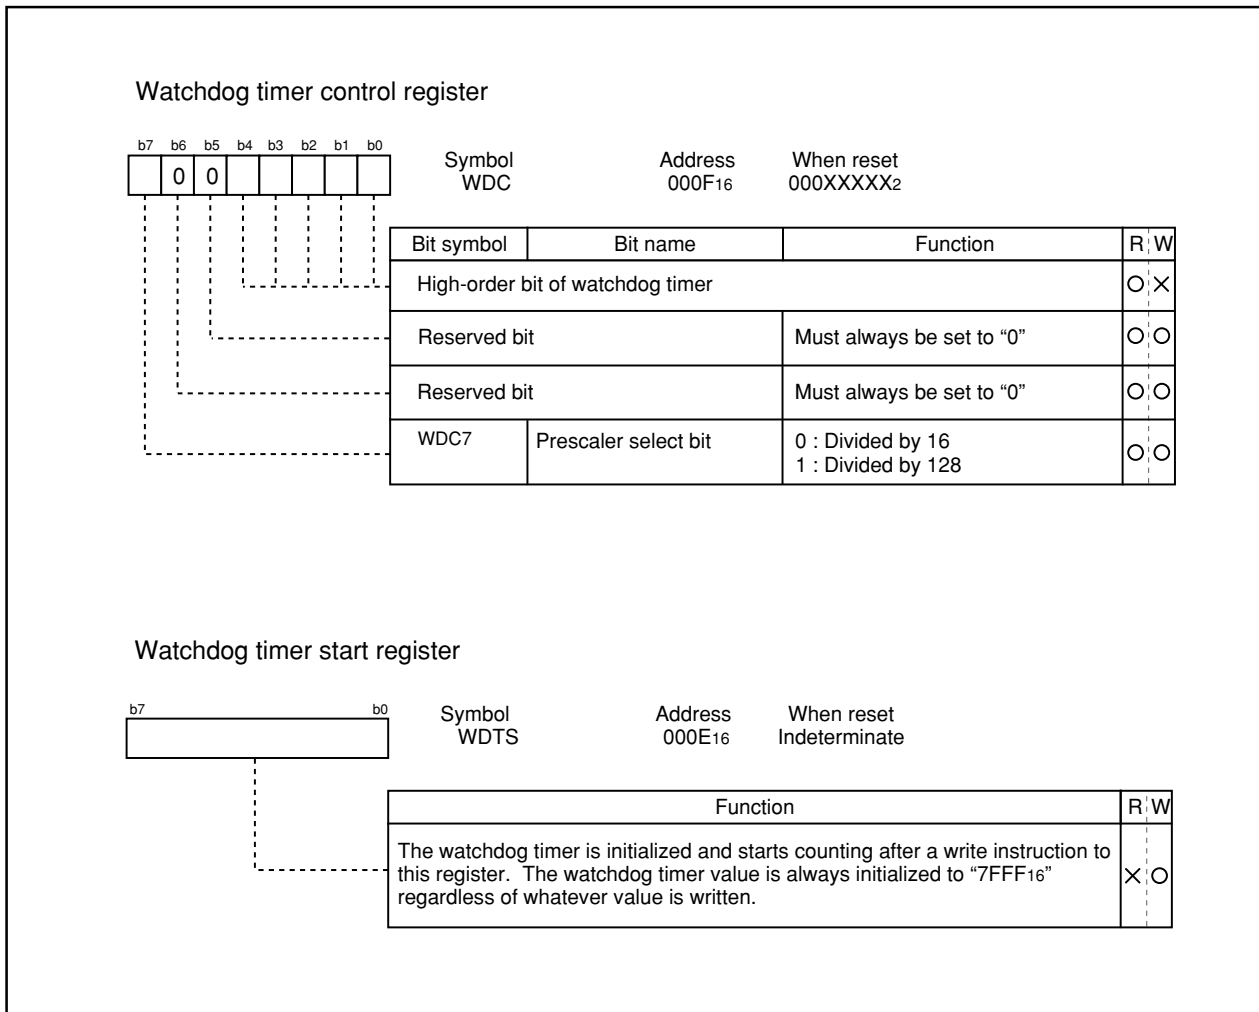 Watchdog timer control register
b7 b6 b5 b4 b3 b2 b1 b0
0 0
Symbol Address When reset
WDC 000F16 000XXXXX2
Bit symbol Bit name Function R W
High-order bit of watchdog timer
Reserved bit Must always be set to “0”
Reserved bit Must always be set to “0”
WDC7 Prescaler select bit 0 : Divided by 16
1 : Divided by 128
Watchdog timer start register
b7 b0
Symbol Address When reset
WDTS 000E16 Indeterminate
Function R W
The watchdog timer is initialized and starts counting after a write instruction to
this register. The watchdog timer value is always initialized to “7FFF16”
regardless of whatever value is written.